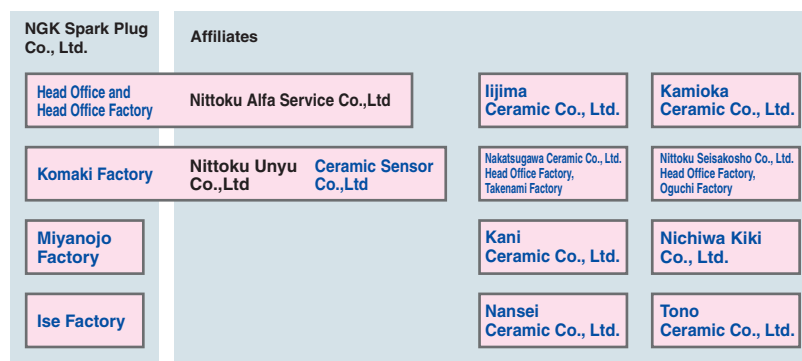 NGK Spark Plug
Co., Ltd.
Affiliates
Head Office and
Head Office Factory
Nittoku Alfa Service Co.,Ltd
Iijima
Ceramic Co., Ltd.
Kamioka
Ceramic Co., Ltd.
Komaki Factory
Nittoku Unyu
Co.,Ltd
Ceramic Sensor
Co.,Ltd
Nakatsugawa Ceramic Co., Ltd.
Head Office Factory,
Takenami Factory
Nittoku Seisakosho Co., Ltd.
Head Office Factory,
Oguchi Factory
Miyanojo
Factory
Kani
Ceramic Co., Ltd.
Nichiwa Kiki
Co., Ltd.
Ise Factory
Nansei
Ceramic Co., Ltd.
Tono
Ceramic Co., Ltd.